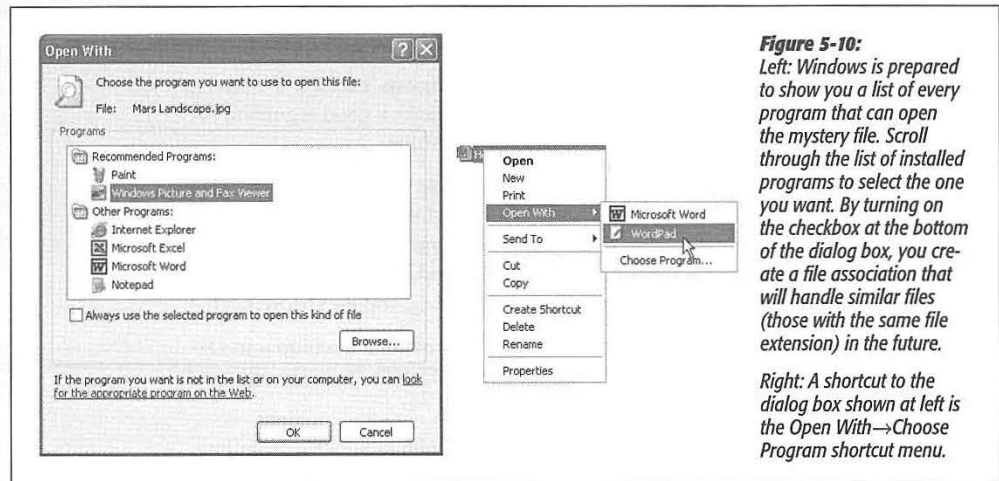 Open With
Choose the program you want to use to open this file:
File: Mars Landscape.jpg
Programs
Recommended Programs:
Paint
Windows Picture and Fax Viewer
Other Programs:
Internet Explorer
Microsoft Excel
Microsoft Word
Notepad
Always use the selected program to open this kind of file
Browse...
If the program you want is not in the list or on your computer, you can look
for the appropriate program on the Web.
OK
Cancel
Open
New
Print
Open With
Send To
Cut
Copy
Create Shortcut
Delete
Rename
Properties
Microsoft Word
WordPad
Choose Program...
Figure 5-10:
Left: Windows is prepared
to show you a list of every
program that can open
the mystery file. Scroll
through the list of installed
programs to select the one
you want. By turning on
the checkbox at the bottom
of the dialog box, you cre-
ate a file association that
will handle similar files
(those with the same file
extension) in the future.
Right: A shortcut to the
dialog box shown at left is
the Open With→Choose
Program shortcut menu.